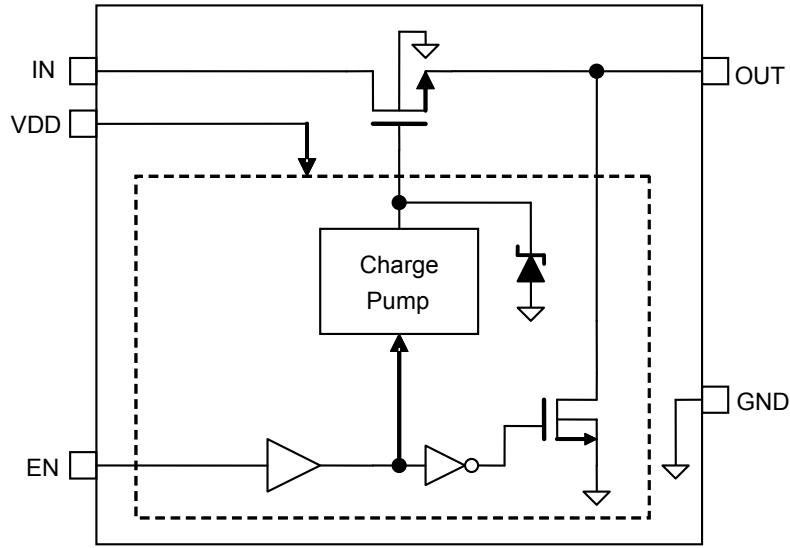 IN
VDD
OUT
Charge
Pump
GND
EN